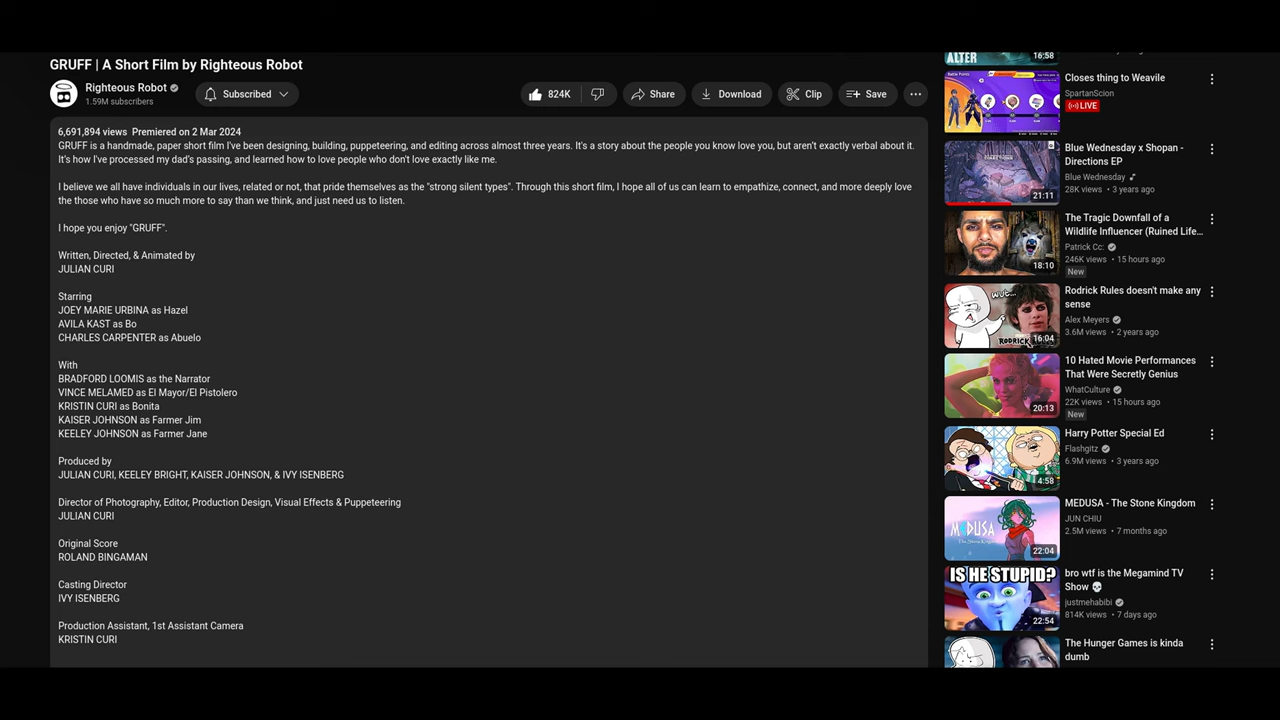 GRUFF | A Short Film by Righteous Robot
Righteous Robot
1.59M subscribers
Subscribed
824K
Share
Download
Clip
Save
6,691,894 views Premiered on 2 Mar 2024
GRUFF is a handmade, paper short film I've been designing, building, puppeteering, and editing across almost three years. It's a story about the people you know love you, but aren't exactly verbal about it.
It's how I've processed my dad's passing, and learned how to love people who don't love exactly like me.
I believe we all have individuals in our lives, related or not, that pride themselves as the "strong silent types". Through this short film, I hope all of us can learn to empathize, connect, and more deeply love
the those who have so much more to say than we think, and just need us to listen.
I hope you enjoy "GRUFF".
Written, Directed, & Animated by
JULIAN CURI
Starring
JOEY MARIE URBINA as Hazel
AVILA KAST as Bo
CHARLES CARPENTER as Abuelo
With
BRADFORD LOOMIS as the Narrator
VINCE MELAMED as El Mayor/El Pistolero
KRISTIN CURI as Bonita
KAISER JOHNSON as Farmer Jim
KEELEY JOHNSON as Farmer Jane
Produced by
JULIAN CURI, KEELEY BRIGHT, KAISER JOHNSON, & IVY ISENBERG
Director of Photography, Editor, Production Design, Visual Effects & Puppeteering
JULIAN CURI
Original Score
ROLAND BINGAMAN
Casting Director
IVY ISENBERG
Production Assistant, 1st Assistant Camera
KRISTIN CURI
ALTER
16:58
Closes thing to Weavile
SpartanScion
LIVE
21:11
Blue Wednesday x Shopan -
Directions EP
Blue Wednesday
28K views • 3 years ago
18:10
The Tragic Downfall of a
Wildlife Influencer (Ruined Life...
Patrick Cc:
246K views • 15 hours ago
New
WUT...
RODRICK
16:04
Rodrick Rules doesn't make any
sense
Alex Meyers
3.6M views • 2 years ago
20:13
10 Hated Movie Performances
That Were Secretly Genius
WhatCulture
22K views • 15 hours ago
New
4:58
Harry Potter Special Ed
Flashgitz
6.9M views • 3 years ago
MEDUSA
The Stone Kingdom
22:04
MEDUSA - The Stone Kingdom
JUN CHIU
2.5M views • 7 months ago
IS HE STUPID?
22:54
bro wtf is the Megamind TV
Show 💀
justmehabibi
814K views • 7 days ago
The Hunger Games is kinda
dumb